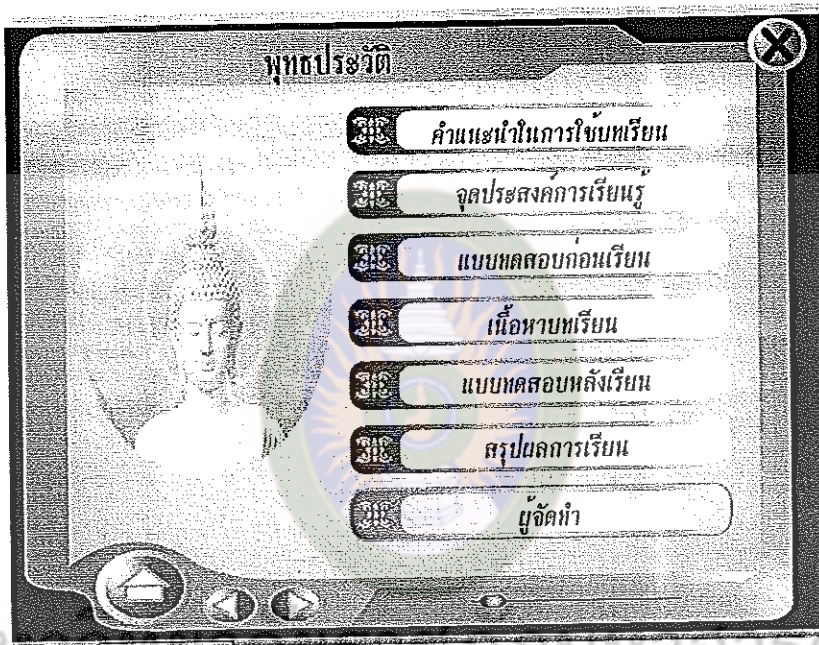 พุทธประวัติ
คำแนะนำในการใช้บทเรียน
จุดประสงค์การเรียนรู้
แบบทดสอบก่อนเรียน
เนื้อหาบทเรียน
แบบทดสอบหลังเรียน
สรุปผลการเรียน
ผู้จัดทำ